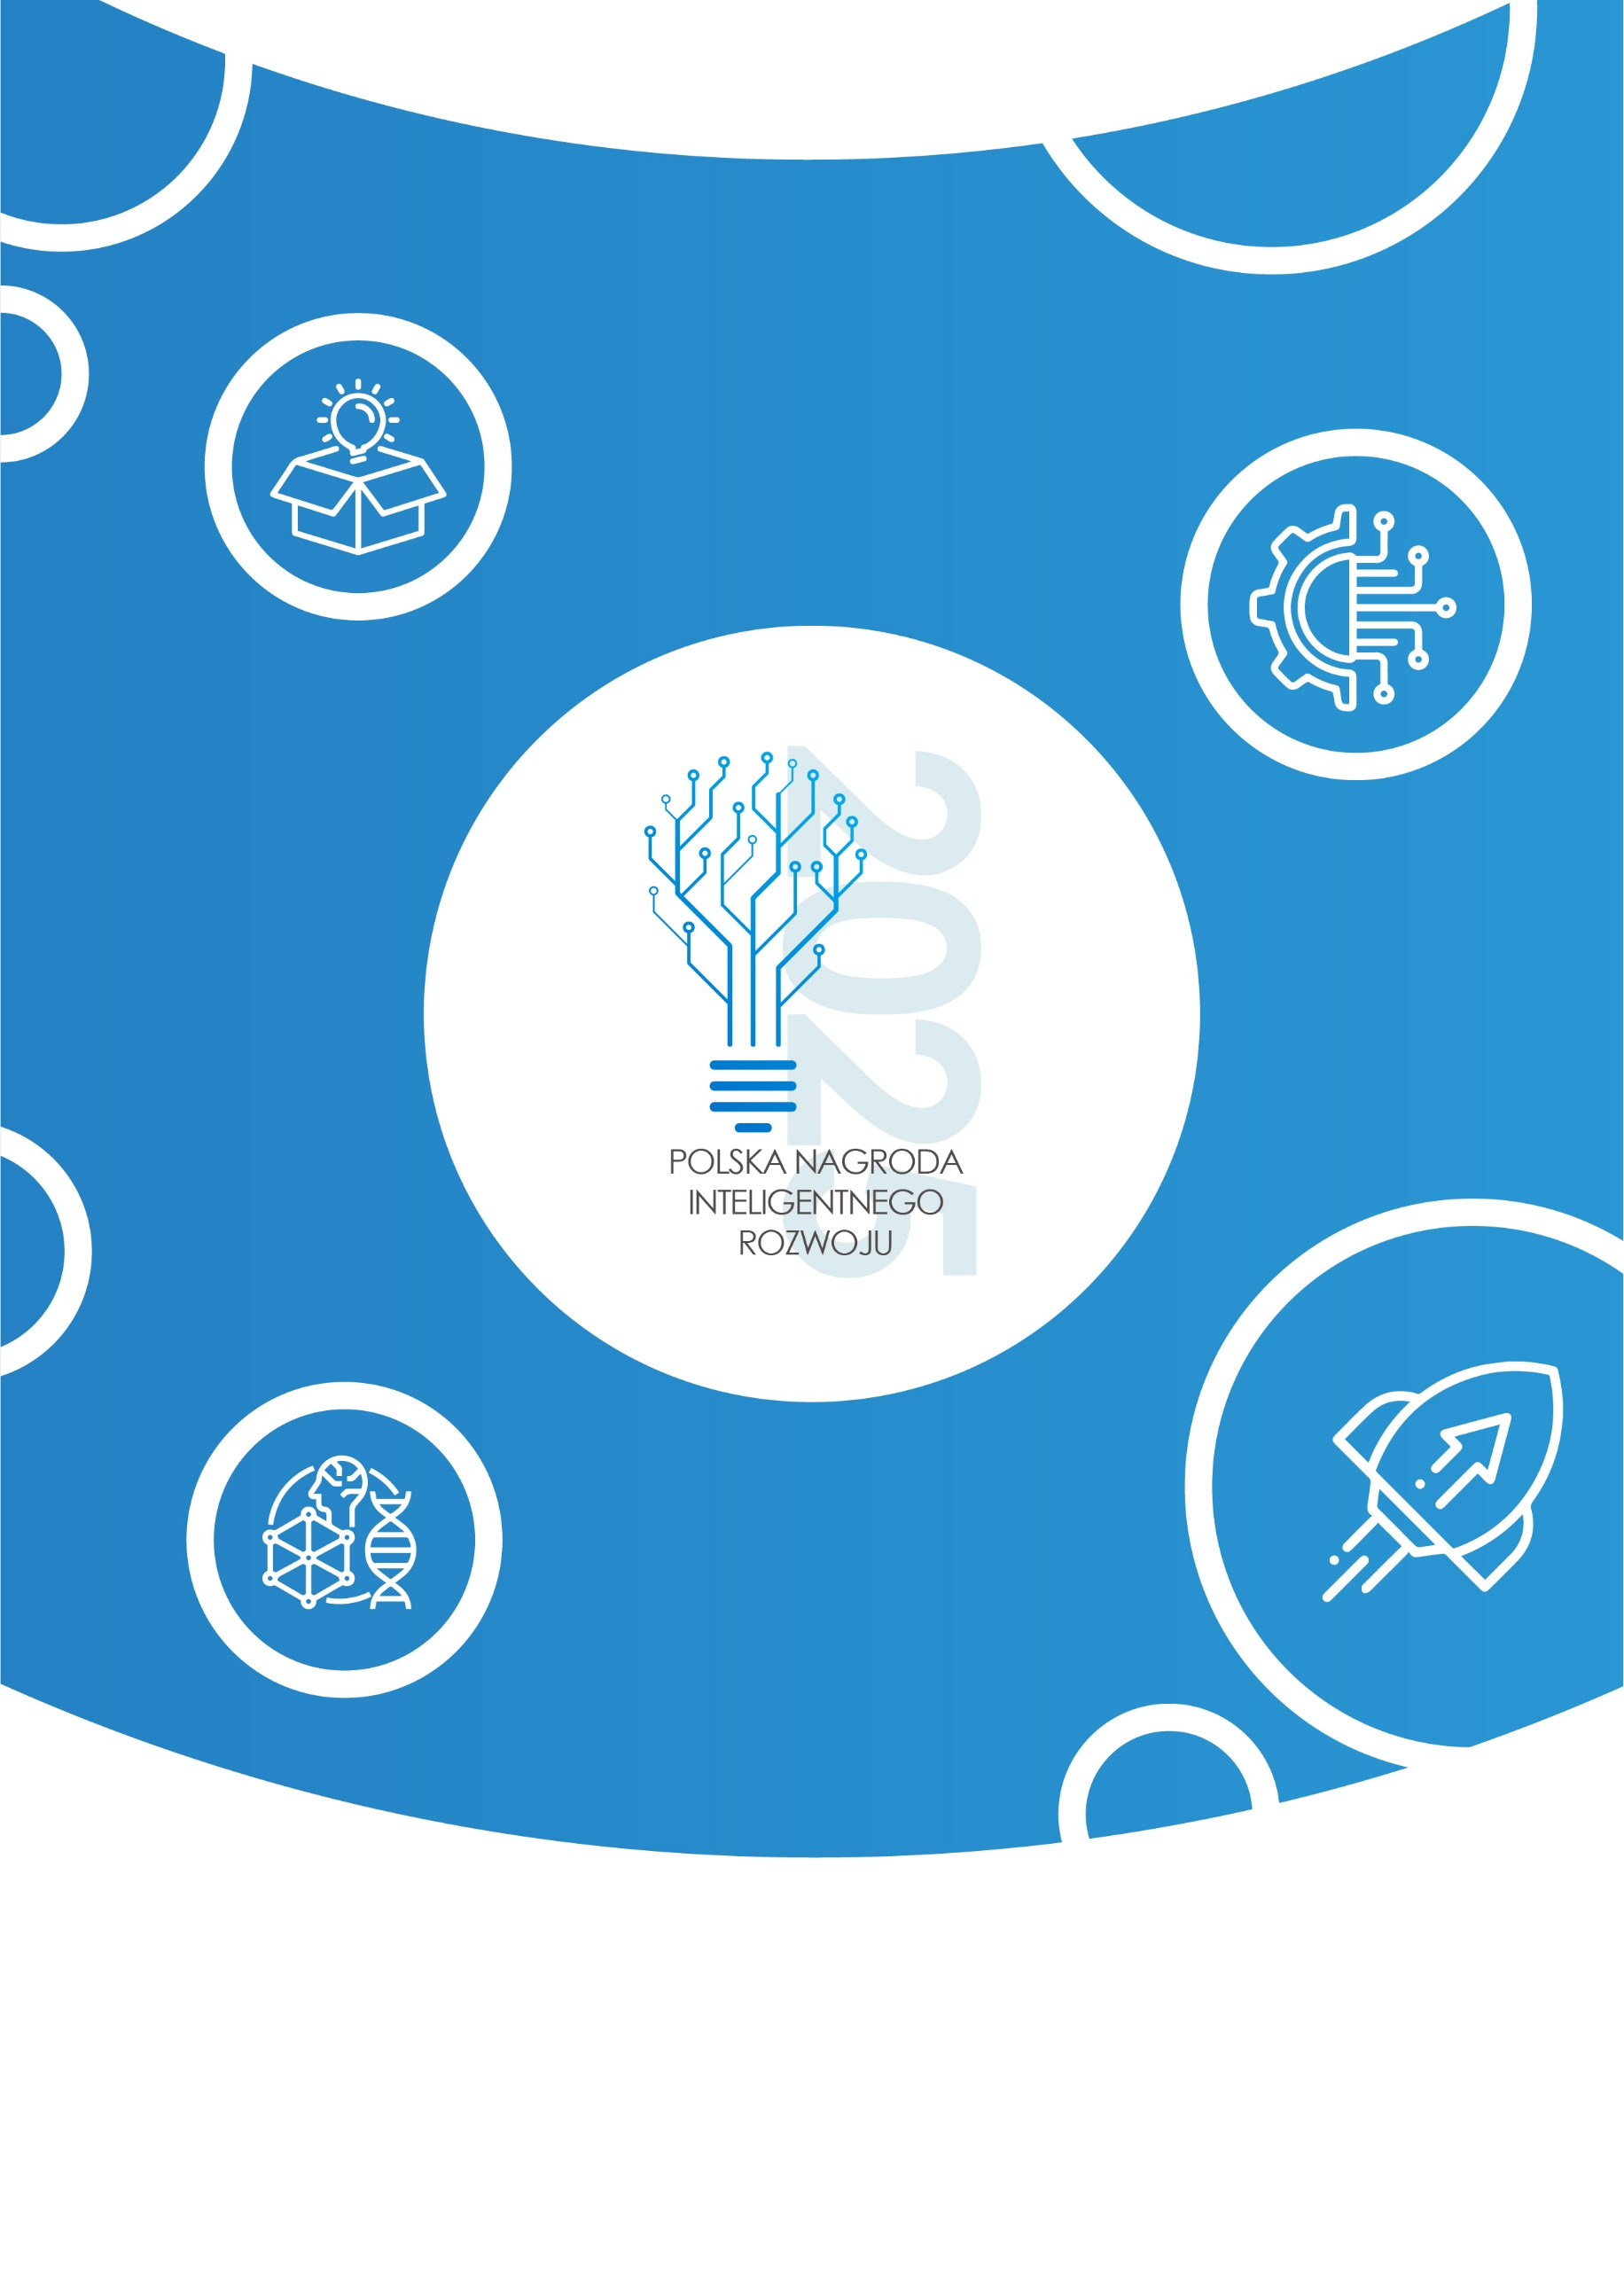 2025
POLSKA NAGRODA
INTELIGENTNEGO
ROZWOJU